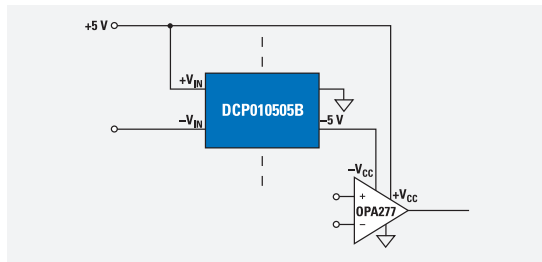 +5 V
+VIN
DCP010505B
–VIN
–5 V
–VCC
+VCC
+
OPA277
–